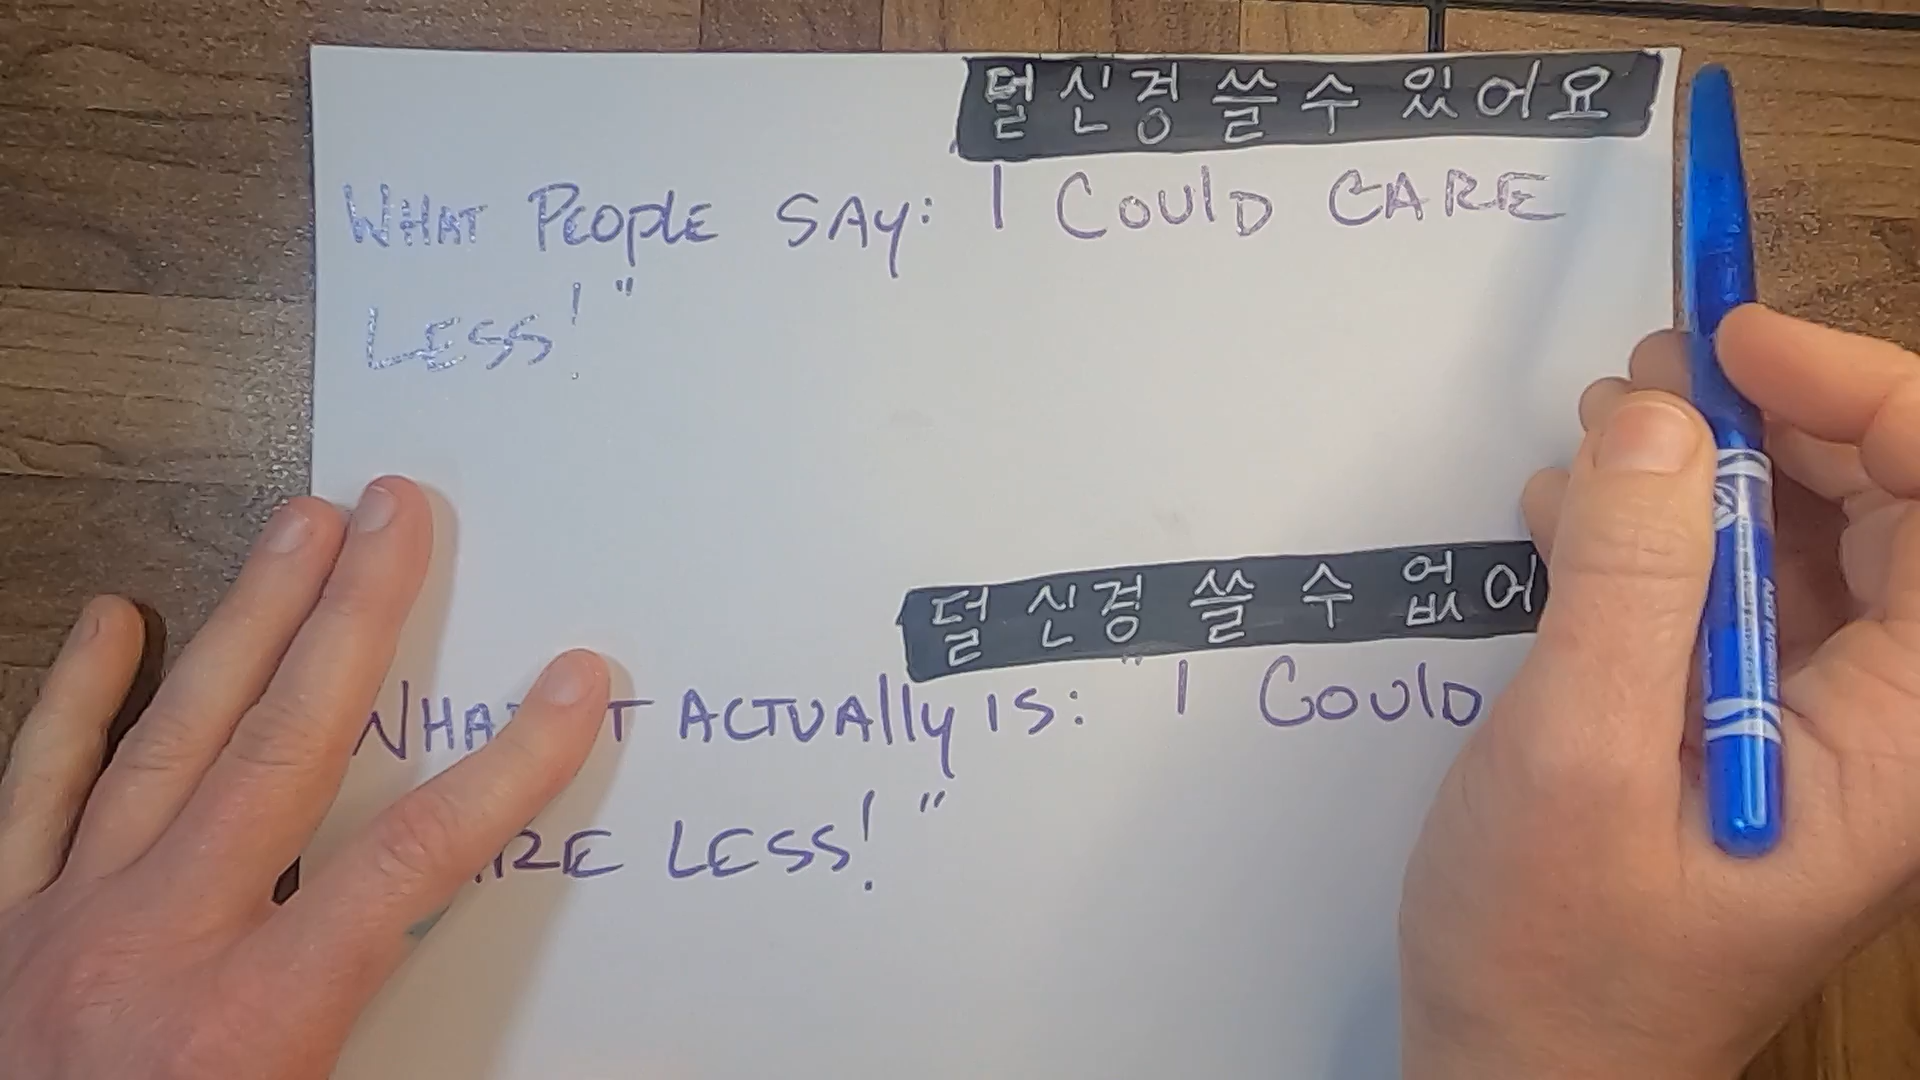 덜 신경 쓸 수 있어요
WHAT PEOPLE SAY: I COULD CARE
LESS!"
덜 신경 쓸 수 없어
ACTUALLY IS: "I COULD
LESS!"